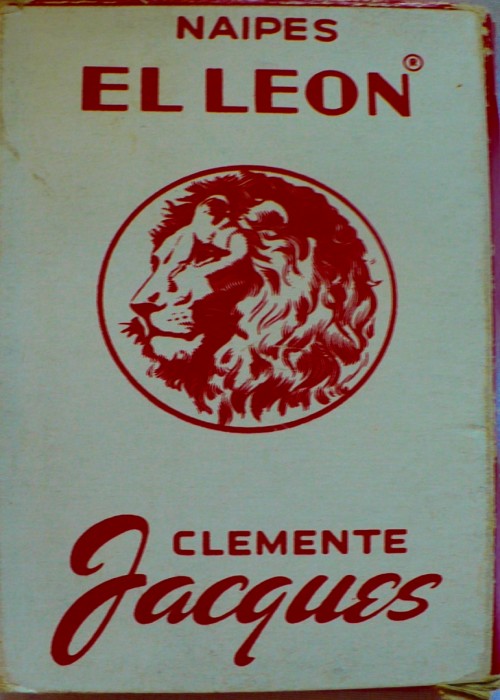 NAIPES
EL LEON ®
CLEMENTE
Jacques